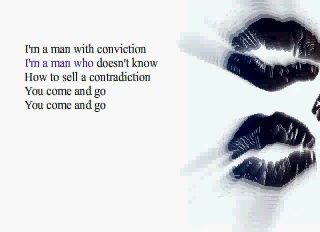 I'm a man with conviction
I'm a man who doesn't know
How to sell a contradiction
You come and go
You come and go